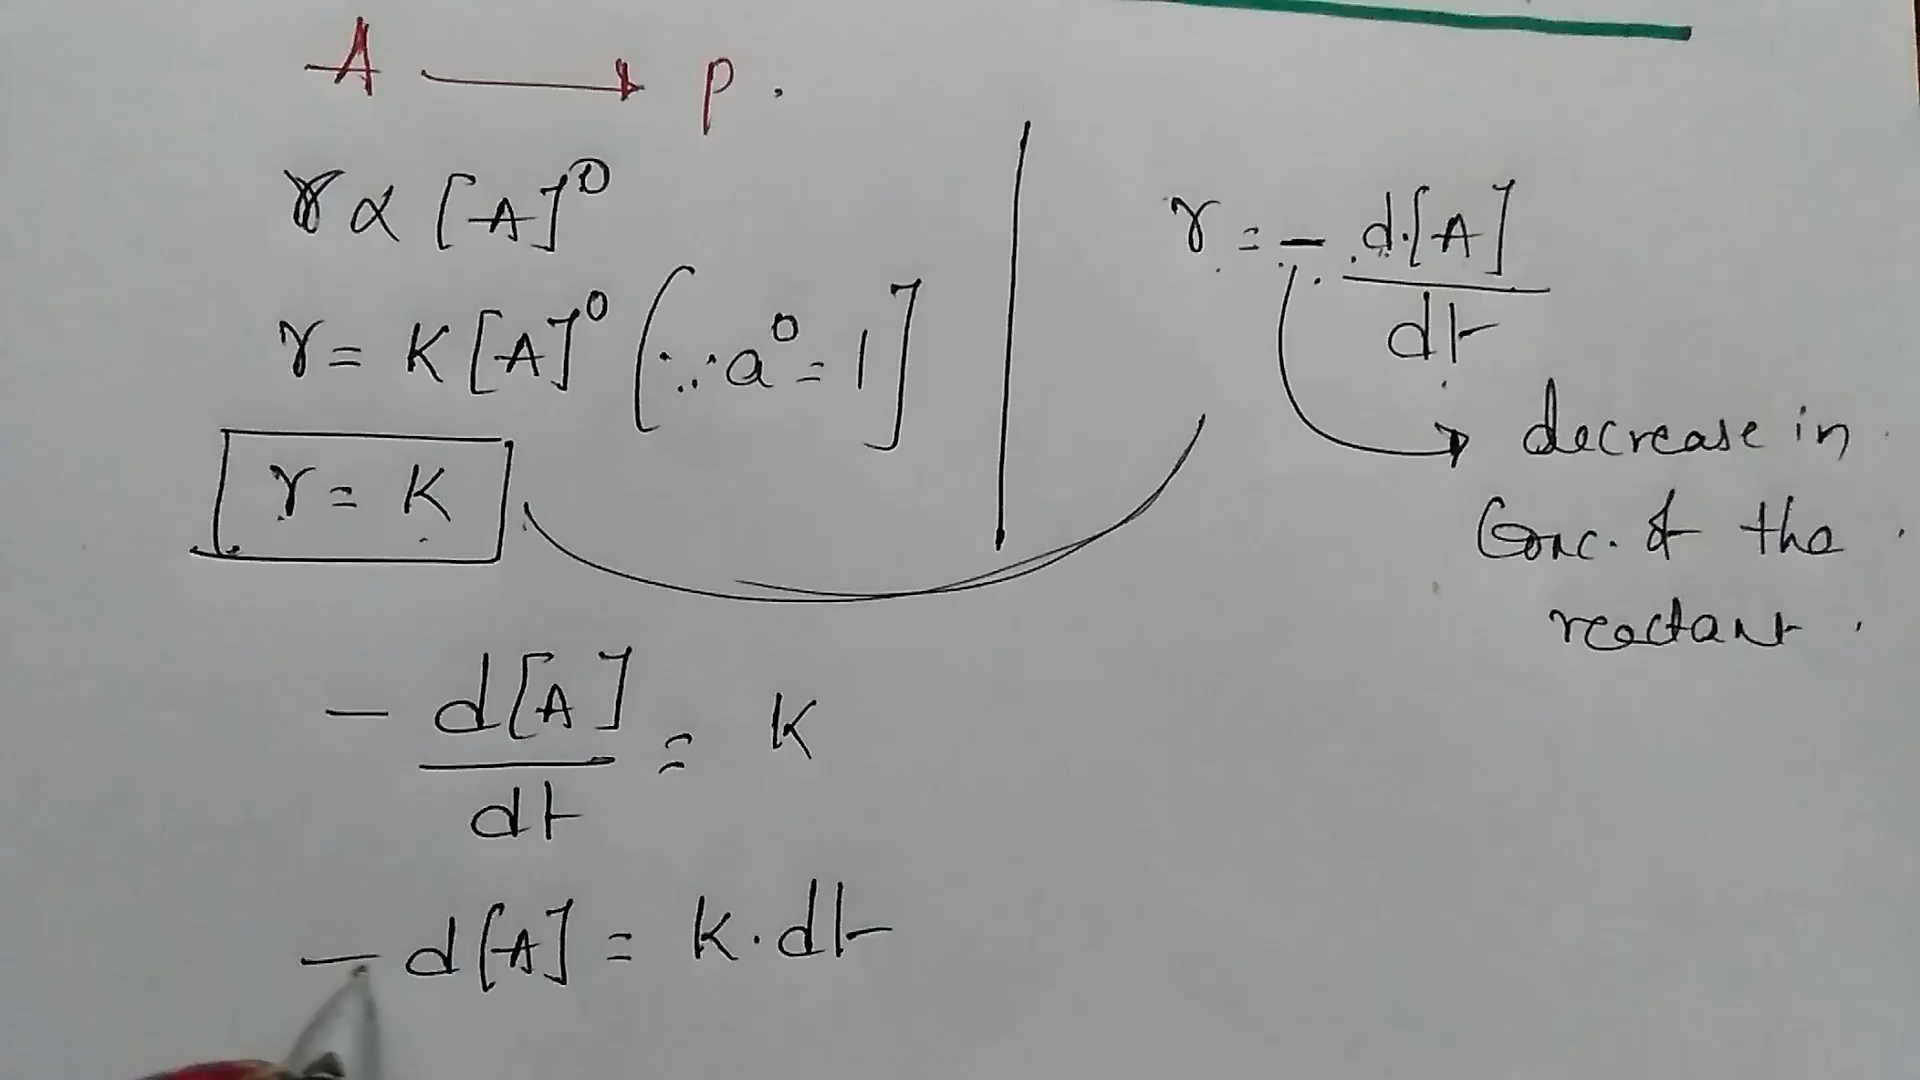 A → P.
r ∝ [A]⁰
r = K[A]⁰ (∵ a⁰ = 1]
r = K
- d[A]/dt = K
- d[A] = K.dt
r = - d[A]/dt
decrease in
Conc. of the
reactant.